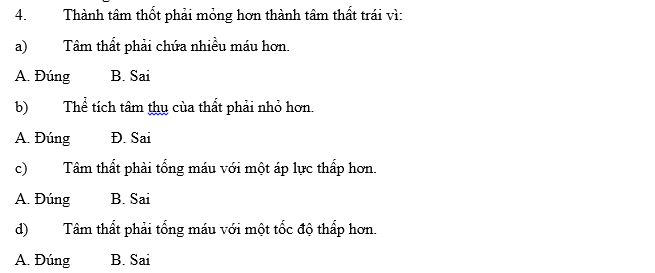 4. Thành tâm thốt phải mỏng hơn thành tâm thất trái vì:
a) Tâm thất phải chứa nhiều máu hơn.
A. Đúng B. Sai
b) Thể tích tâm thụ của thất phải nhỏ hơn.
A. Đúng Đ. Sai
c) Tâm thất phải tống máu với một áp lực thấp hơn.
A. Đúng B. Sai
d) Tâm thất phải tống máu với một tốc độ thấp hơn.
A. Đúng B. Sai